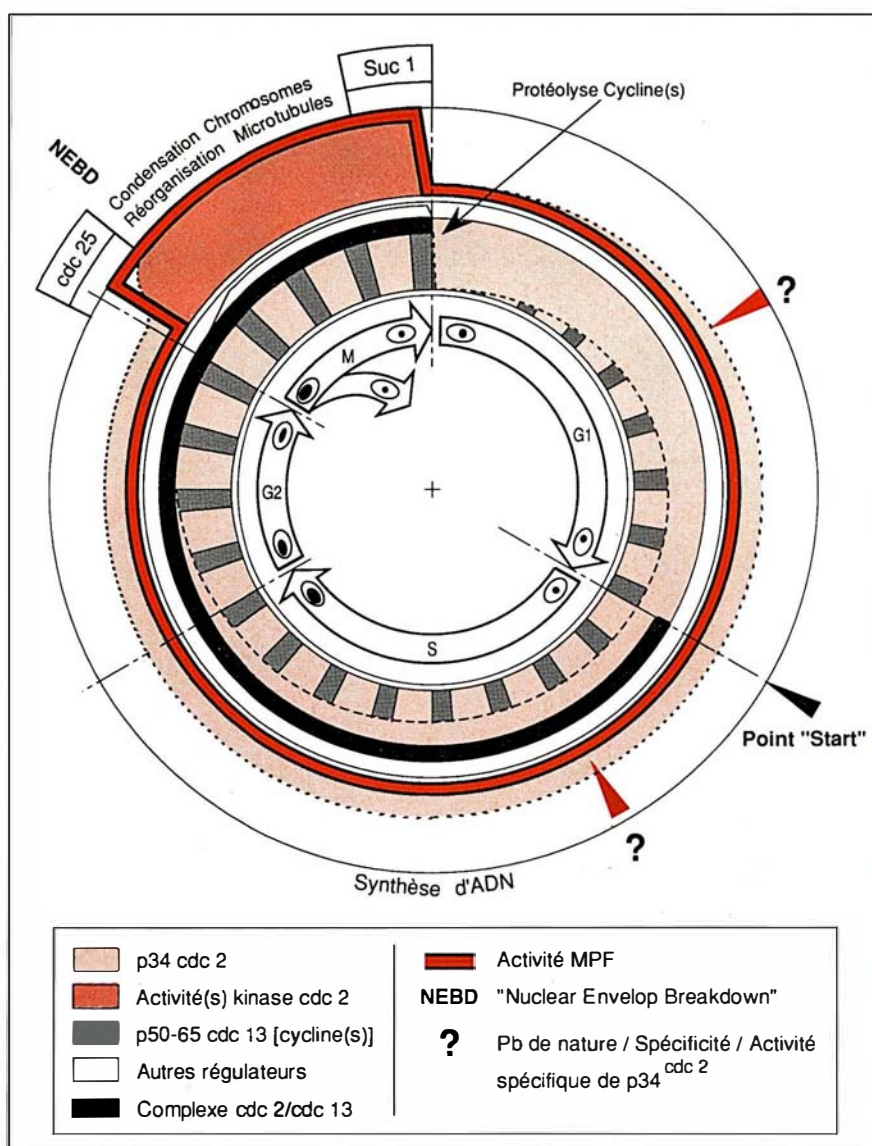 Suc 1
Protéolyse Cycline(s)
Condensation Chromosomes
Réorganisation Microtubules
NEBD
cdc 25
?
M
G1
G2
S
Point "Start"
?
Synthèse d'ADN
p34 cdc 2
Activité(s) kinase cdc 2
p50-65 cdc 13 [cycline(s)]
Autres régulateurs
Complexe cdc 2/cdc 13
Activité MPF
NEBD "Nuclear Envelop Breakdown"
? Pb de nature / Spécificité / Activité
spécifique de p34 cdc 2